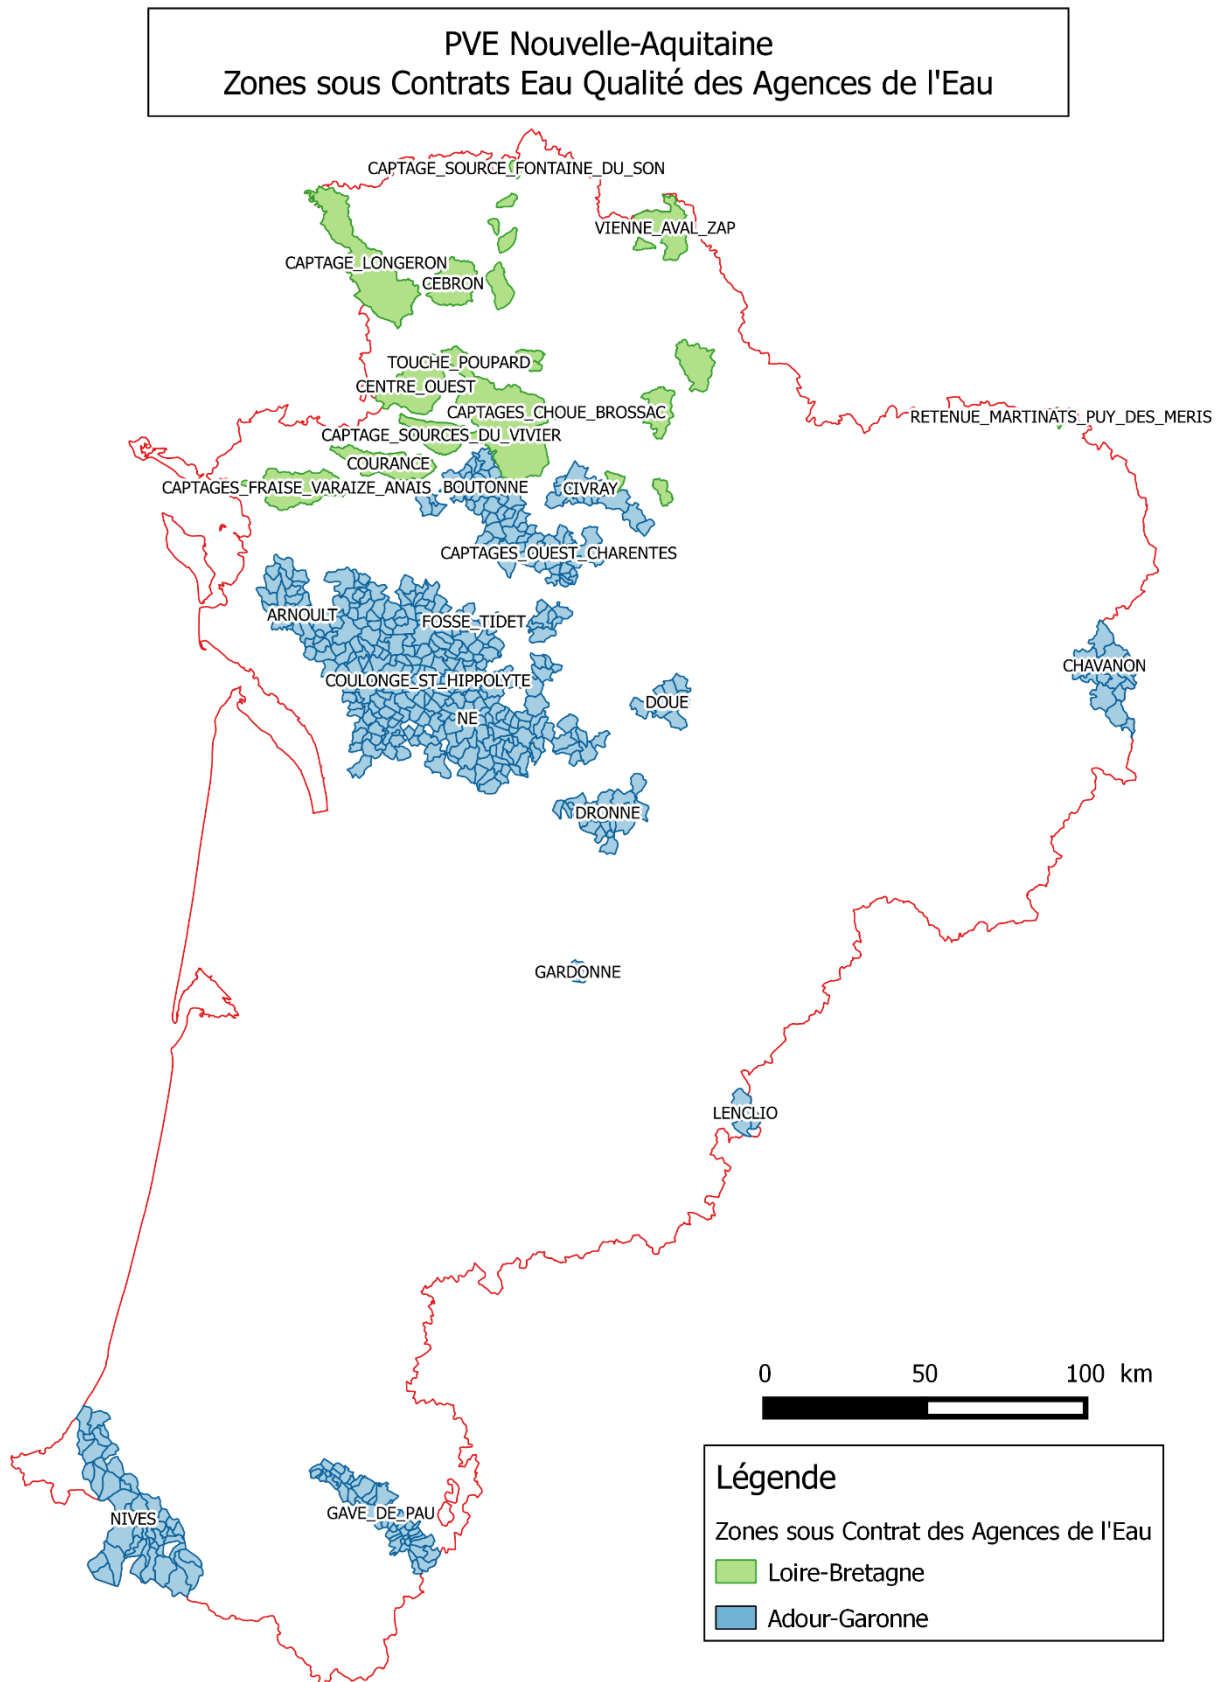 PVE Nouvelle-Aquitaine
Zones sous Contrats Eau Qualité des Agences de l'Eau
CAPTAGE_SOURCE_FONTAINE_DU_SON
VIENNE_AVAL_ZAP
CAPTAGE_LONGERON
CEBRON
TOUCHE_POUPARD
CENTRE_OUEST
CAPTAGES_CHOUE_BROSSAC
RETENUE_MARTINATS_PUY_DES_MERIS
CAPTAGE_SOURCES_DU_VIVIER
COURANCE
CAPTAGES_FRAISE_VARAIZE_ANAIS
BOUTONNE
CIVRAY
CAPTAGES_OUEST_CHARENTES
ARNOULT
FOSSE_TIDET
CHAVANON
COULONGE_ST_HIPPOLYTE
DOUE
NE
DRONNE
GARDONNE
LENCLIO
0 50 100 km
GAVE_DE_PAU
NIVES
Légende
Zones sous Contrat des Agences de l'Eau
Loire-Bretagne
Adour-Garonne